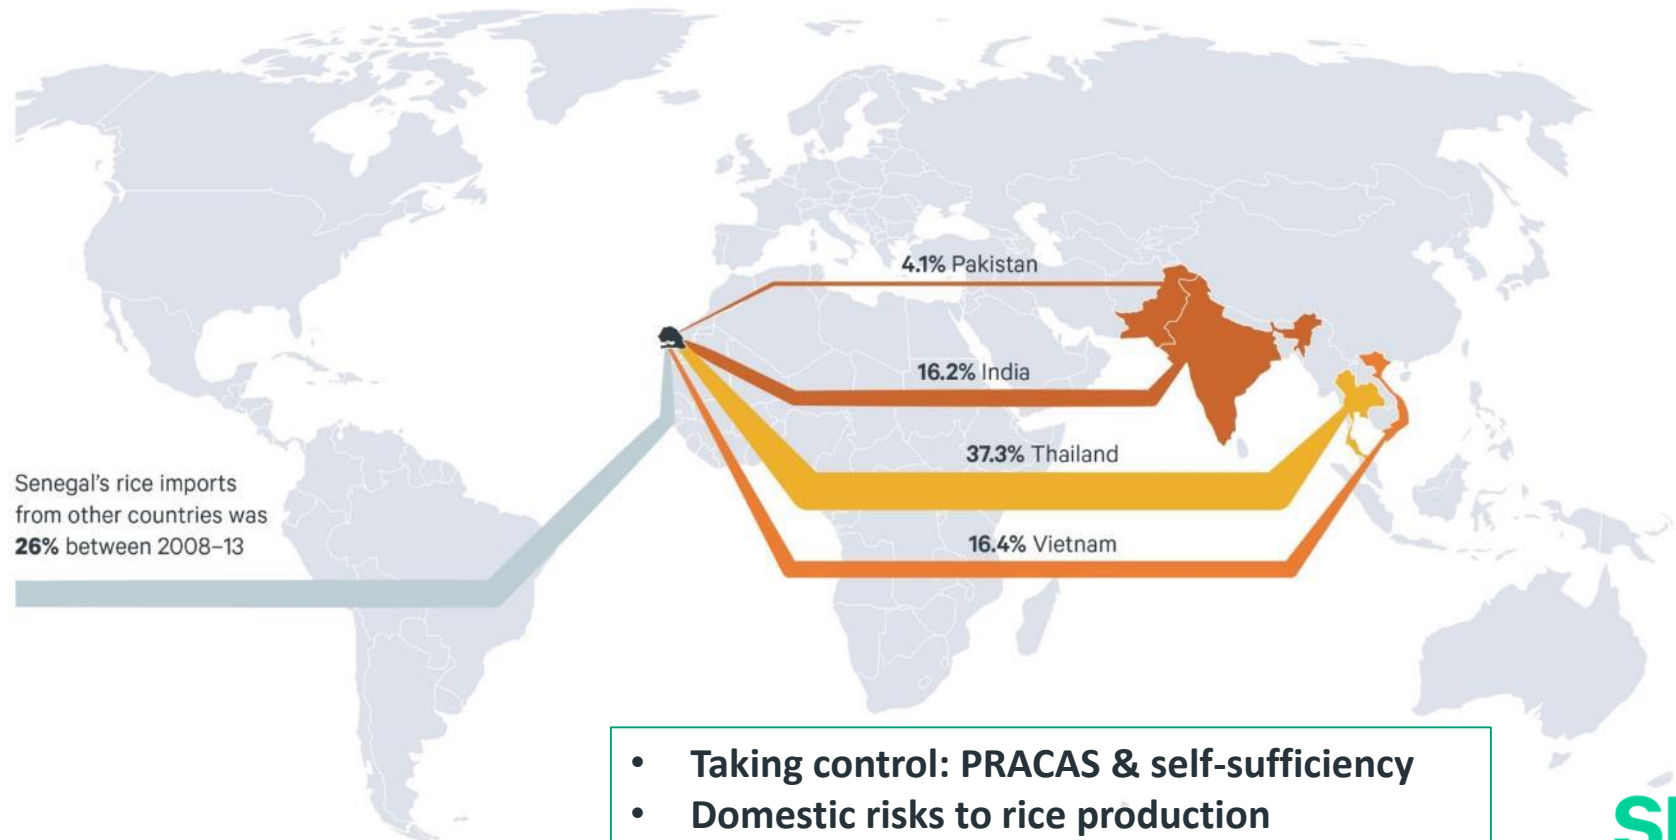 4.1% Pakistan
16.2% India
37.3% Thailand
16.4% Vietnam
Senegal's rice imports
from other countries was
26% between 2008–13
• Taking control: PRACAS & self-sufficiency
• Domestic risks to rice production